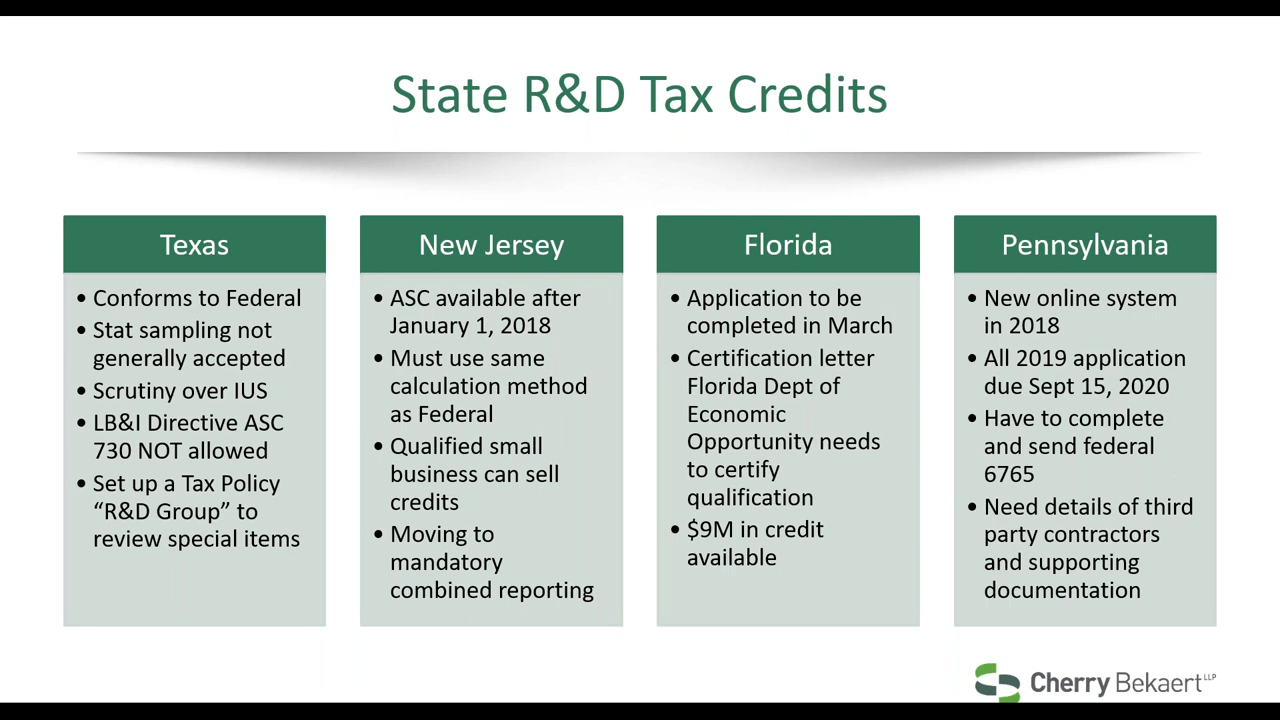 State R&D Tax Credits
Texas
• Conforms to Federal
• Stat sampling not
generally accepted
• Scrutiny over IUS
• LB&I Directive ASC
730 NOT allowed
• Set up a Tax Policy
“R&D Group” to
review special items
New Jersey
• ASC available after
January 1, 2018
• Must use same
calculation method
as Federal
• Qualified small
business can sell
credits
• Moving to
mandatory
combined reporting
Florida
• Application to be
completed in March
• Certification letter
Florida Dept of
Economic
Opportunity needs
to certify
qualification
• $9M in credit
available
Pennsylvania
• New online system
in 2018
• All 2019 application
due Sept 15, 2020
• Have to complete
and send federal
6765
• Need details of third
party contractors
and supporting
documentation
Cherry Bekaert LLP